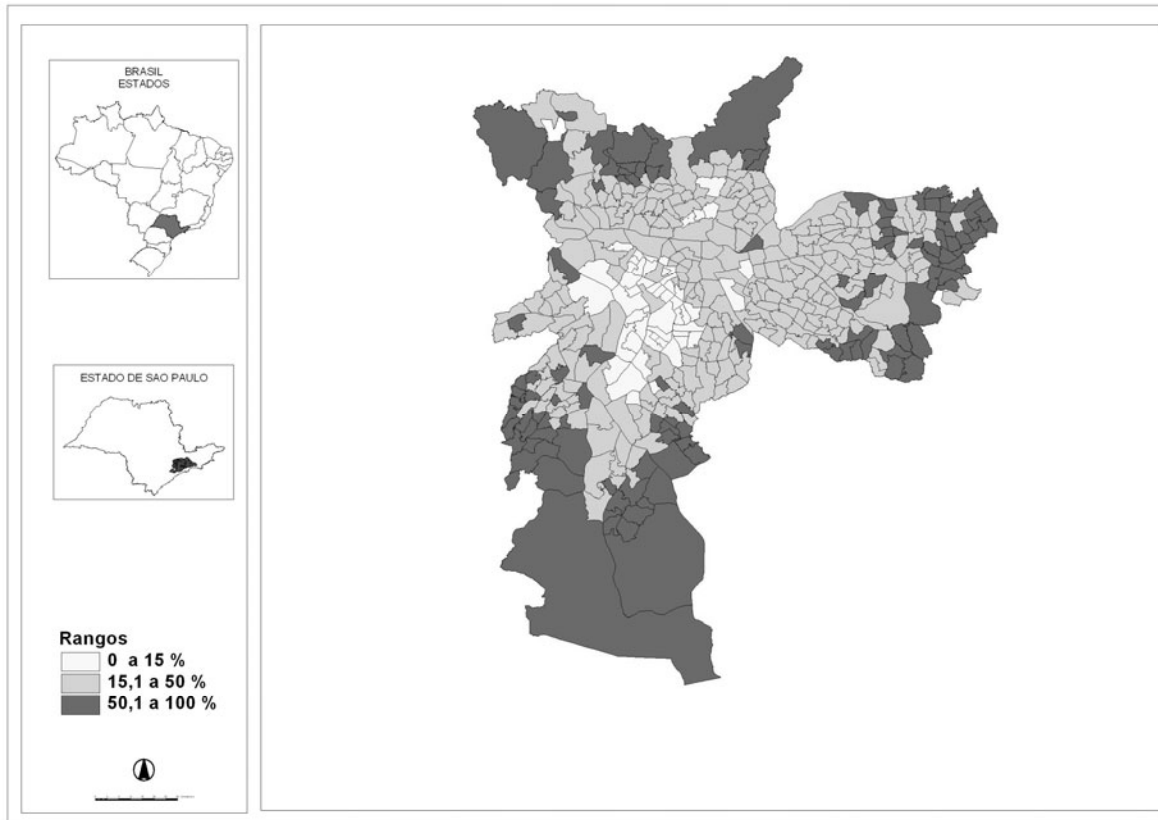 BRASIL
ESTADOS
ESTADO DE SAO PAULO
Rangos
0 a 15 %
15,1 a 50 %
50,1 a 100 %